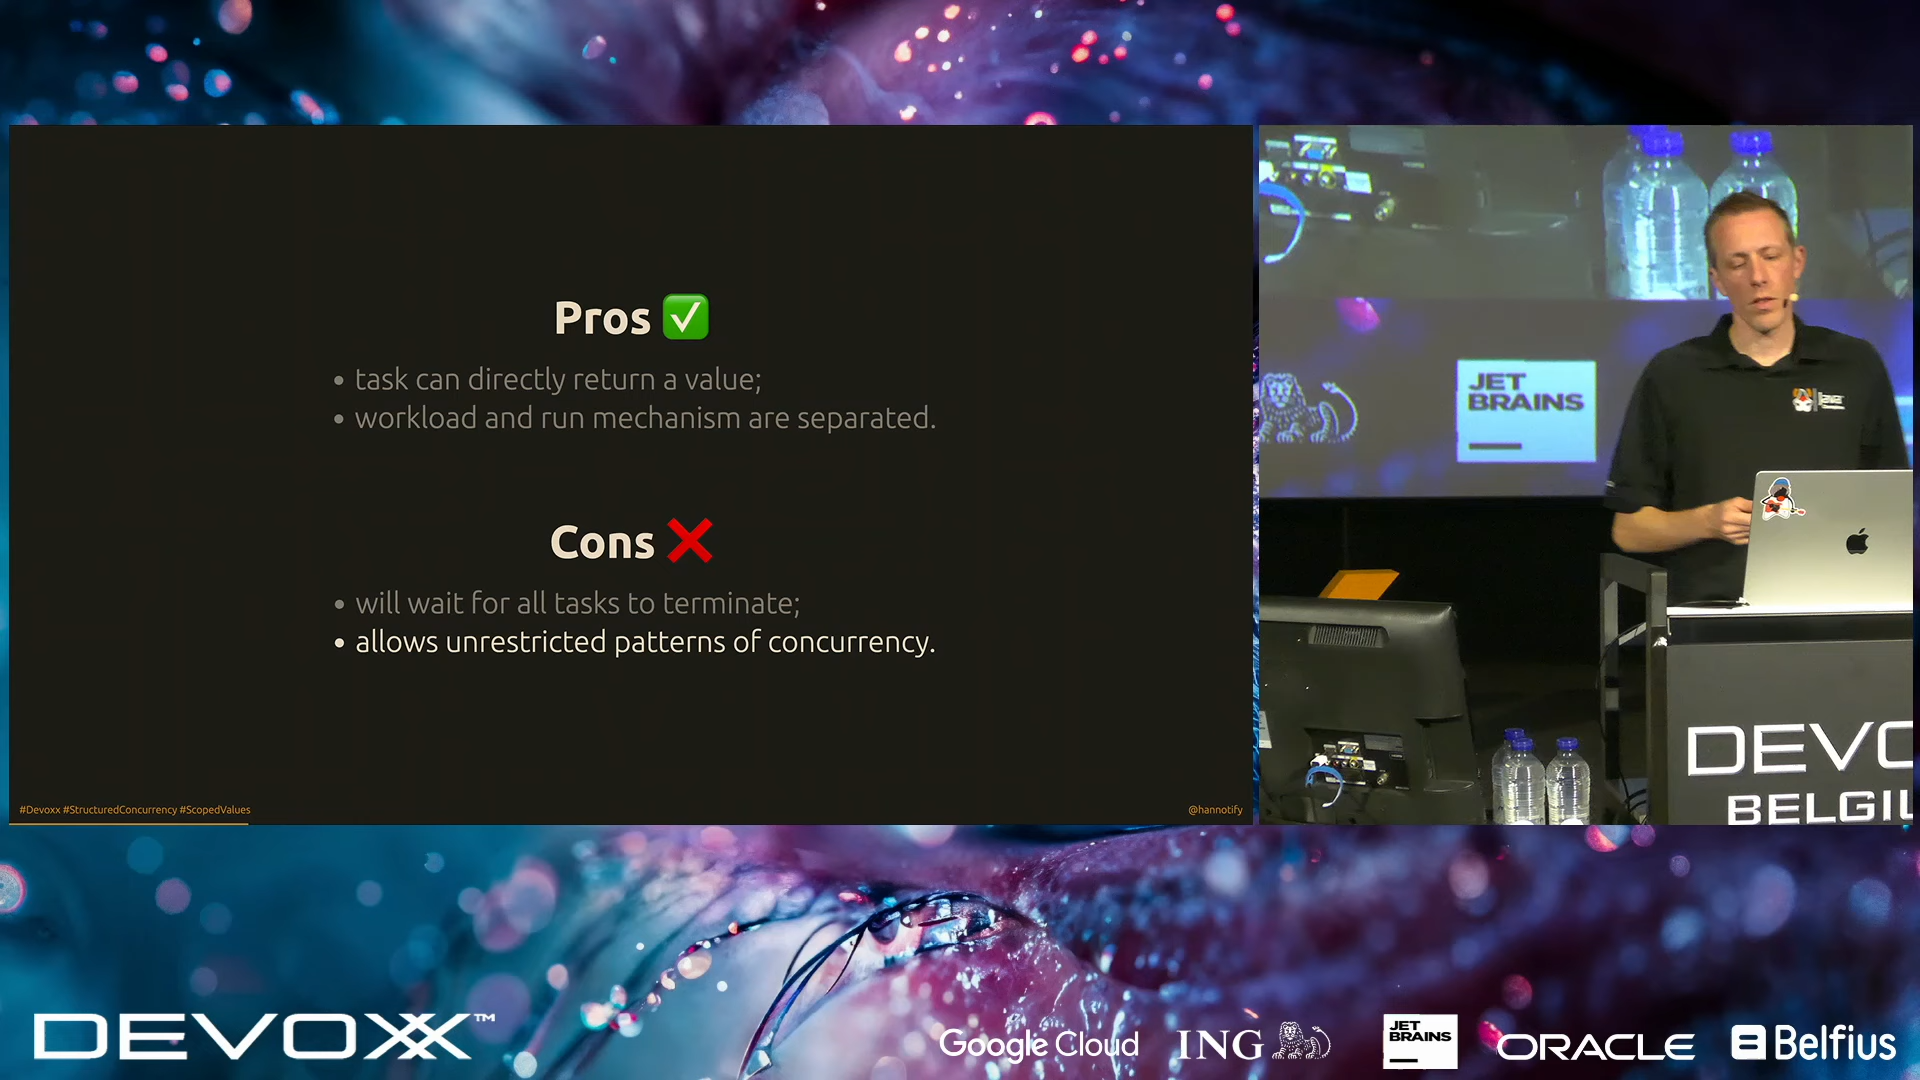 Pros ✅
• task can directly return a value;
• workload and run mechanism are separated.
Cons ❌
• will wait for all tasks to terminate;
• allows unrestricted patterns of concurrency.
#Devoxx #StructuredConcurrency #ScopedValues
@hannotify
JET
BRAINS
Java
DEVO
BELGIU
DEVOXX™
Google Cloud
ING
JET
BRAINS
ORACLE
Belfius